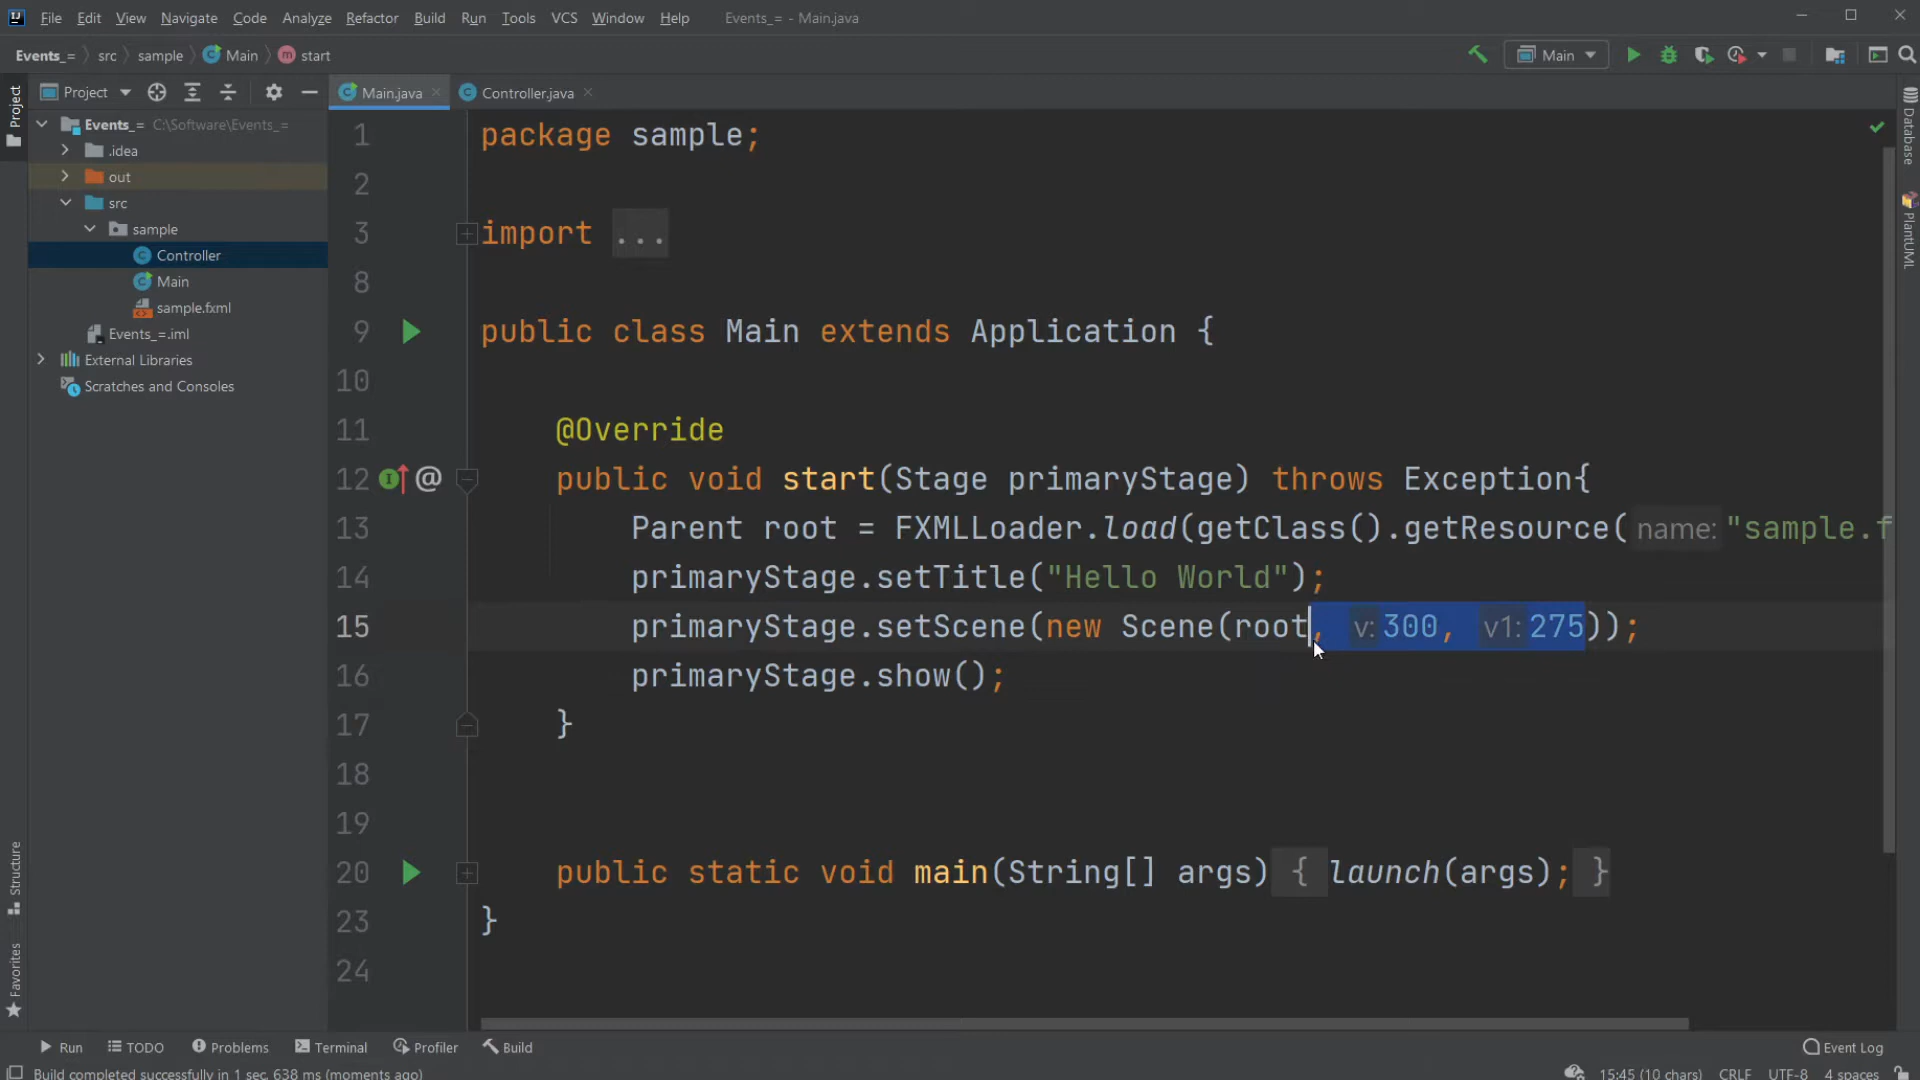 File Edit View Navigate Code Analyze Refactor Build Run Tools VCS Window Help Events_= - Main.java
Events_= src sample Main start
Main
Project
Main.java
Controller.java
Events_= C:\Software\Events_=
.idea
out
src
sample
Controller
Main
sample.fxml
Events_=.iml
External Libraries
Scratches and Consoles
Project
Structure
Favorites
1 package sample;
2
3 import ...
8
9 public class Main extends Application {
10
11 @Override
12 public void start(Stage primaryStage) throws Exception{
13 Parent root = FXMLLoader.load(getClass().getResource( name: "sample.f
14 primaryStage.setTitle("Hello World");
15 primaryStage.setScene(new Scene(root, v: 300, v1: 275));
16 primaryStage.show();
17 }
18
19
20 public static void main(String[] args) { launch(args); }
23 }
24
Database
PlantUML
Run TODO Problems Terminal Profiler Build Event Log
Build completed successfully in 1 sec, 638 ms (moments ago) 15:45 (10 chars) CRLF UTF-8 4 spaces